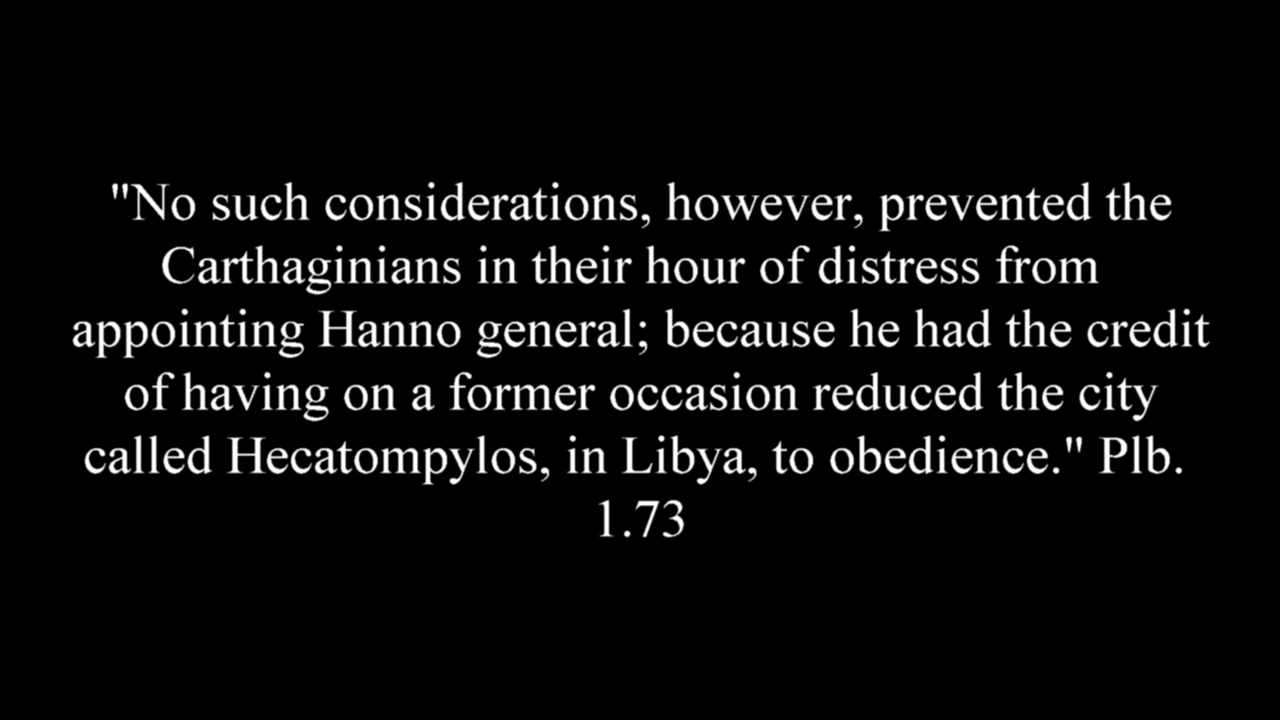 "No such considerations, however, prevented the
Carthaginians in their hour of distress from
appointing Hanno general; because he had the credit
of having on a former occasion reduced the city
called Hecatompylos, in Libya, to obedience." Plb.
1.73